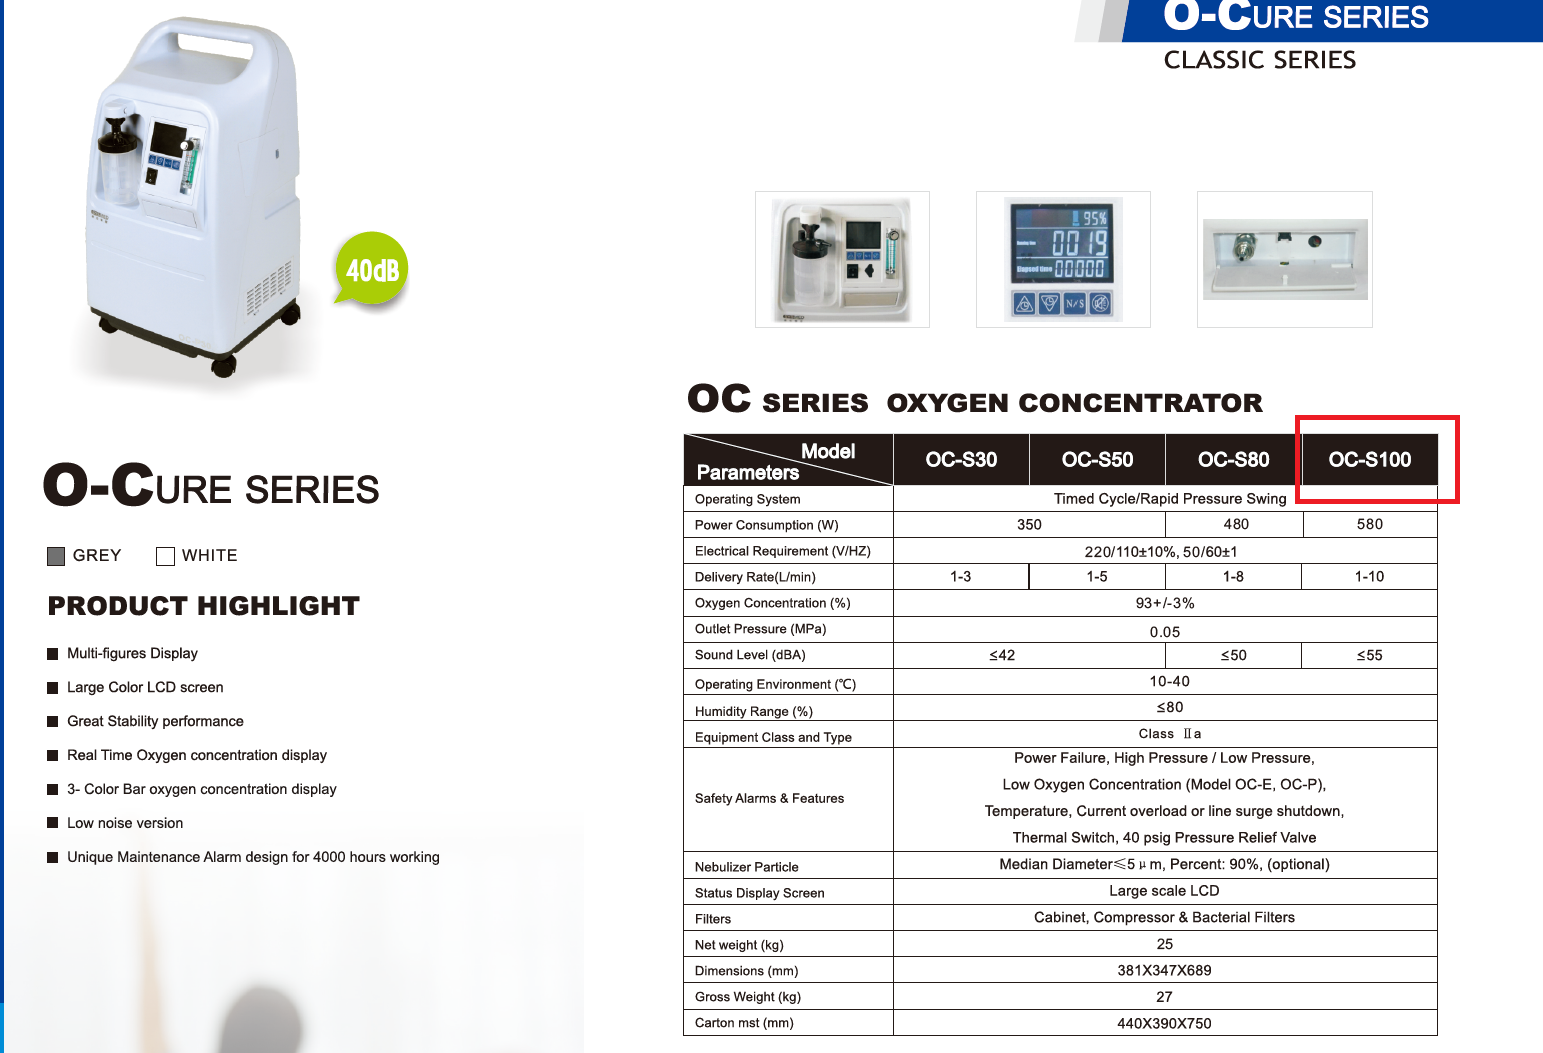 O-CURE SERIES
CLASSIC SERIES
40dB
95%
0019
Elapsed time 00000
N/S
O-CURE SERIES
GREY WHITE
PRODUCT HIGHLIGHT
Multi-figures Display
Large Color LCD screen
Great Stability performance
Real Time Oxygen concentration display
3- Color Bar oxygen concentration display
Low noise version
Unique Maintenance Alarm design for 4000 hours working
OC SERIES OXYGEN CONCENTRATOR
Model
Parameters
OC-S30 OC-S50 OC-S80 OC-S100
Operating System Timed Cycle/Rapid Pressure Swing
Power Consumption (W) 350 480 580
Electrical Requirement (V/HZ) 220/110±10%, 50/60±1
Delivery Rate(L/min) 1-3 1-5 1-8 1-10
Oxygen Concentration (%) 93+/-3%
Outlet Pressure (MPa) 0.05
Sound Level (dBA) ≤42 ≤50 ≤55
Operating Environment (℃) 10-40
Humidity Range (%) ≤80
Equipment Class and Type Class Ⅱa
Safety Alarms & Features
Power Failure, High Pressure / Low Pressure,
Low Oxygen Concentration (Model OC-E, OC-P),
Temperature, Current overload or line surge shutdown,
Thermal Switch, 40 psig Pressure Relief Valve
Nebulizer Particle Median Diameter≤5μm, Percent: 90%, (optional)
Status Display Screen Large scale LCD
Filters Cabinet, Compressor & Bacterial Filters
Net weight (kg) 25
Dimensions (mm) 381X347X689
Gross Weight (kg) 27
Carton mst (mm) 440X390X750